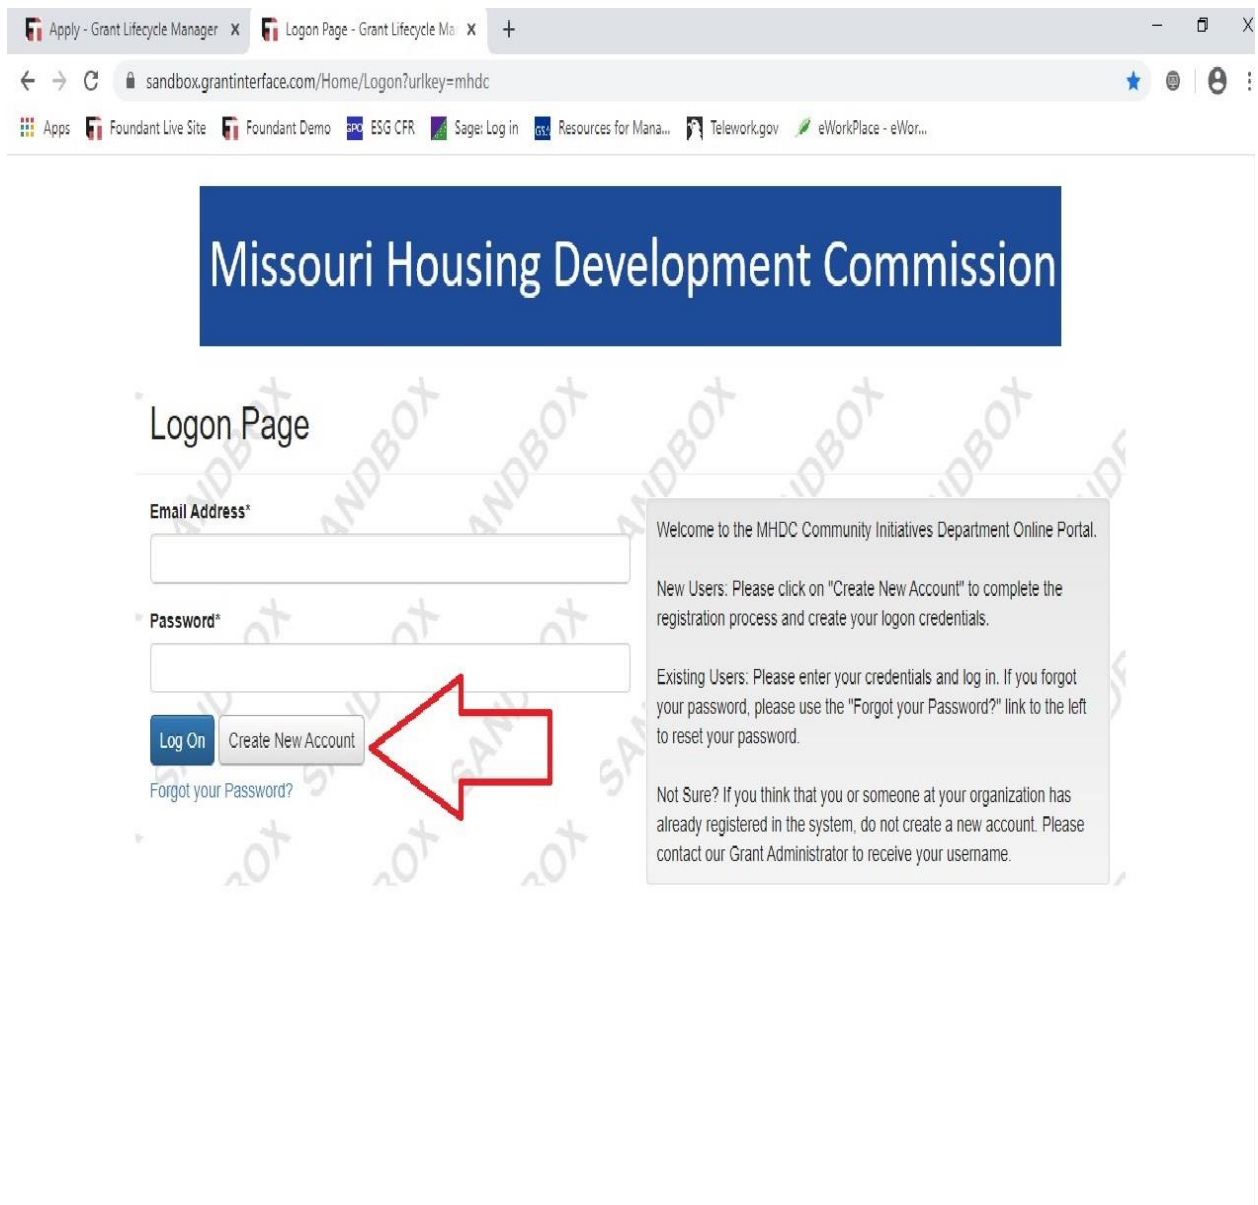 Apply - Grant Lifecycle Manager
Logon Page - Grant Lifecycle Ma
sandbox.grantinterface.com/Home/Logon?urlkey=mhdc
Apps Foundant Live Site Foundant Demo GPO ESG CFR Sage: Log in GSA Resources for Mana... Telework.gov eWorkPlace - eWor...
Missouri Housing Development Commission
Logon Page
Email Address*
Password*
Log On Create New Account
Forgot your Password?
Welcome to the MHDC Community Initiatives Department Online Portal.
New Users: Please click on "Create New Account" to complete the
registration process and create your logon credentials.
Existing Users: Please enter your credentials and log in. If you forgot
your password, please use the "Forgot your Password?" link to the left
to reset your password.
Not Sure? If you think that you or someone at your organization has
already registered in the system, do not create a new account. Please
contact our Grant Administrator to receive your username.
SANDBOX